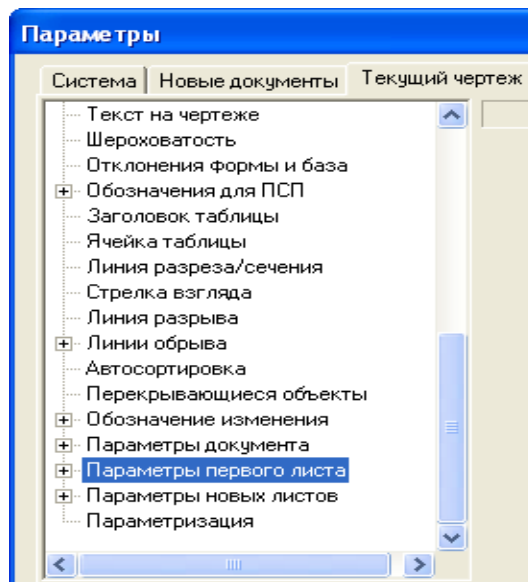 Параметры
Система Новые документы Текущий чертеж
Текст на чертеже
Шероховатость
Отклонения формы и база
Обозначения для ПСП
Заголовок таблицы
Ячейка таблицы
Линия разреза/сечения
Стрелка взгляда
Линия разрыва
Линии обрыва
Автосортировка
Перекрывающиеся объекты
Обозначение изменения
Параметры документа
Параметры первого листа
Параметры новых листов
Параметризация